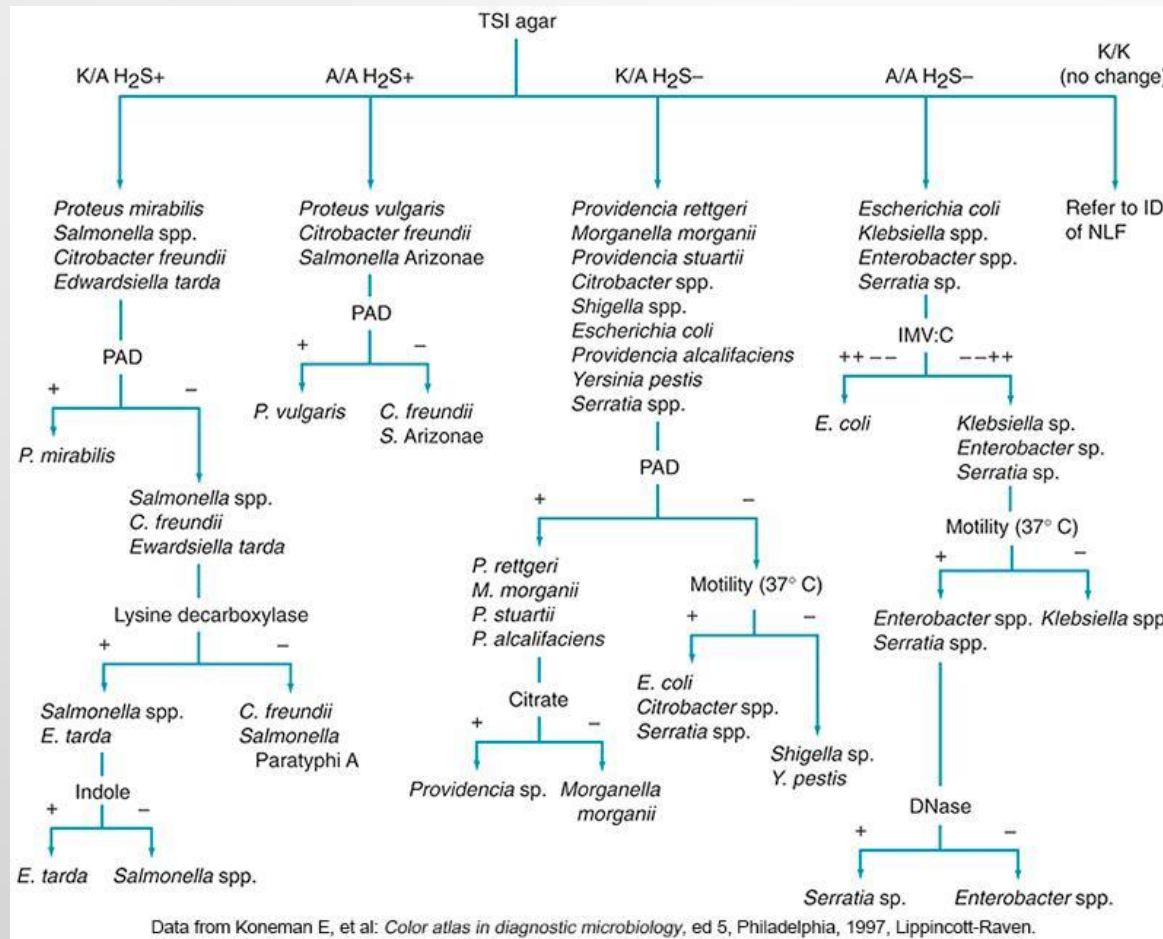 TSI agar
K/A H₂S+
A/A H₂S+
K/A H₂S–
A/A H₂S–
K/K
(no change)
Proteus mirabilis
Salmonella spp.
Citrobacter freundii
Edwardsiella tarda
PAD
+
–
P. mirabilis
Salmonella spp.
C. freundii
Ewardsiella tarda
Lysine decarboxylase
+
–
Salmonella spp.
E. tarda
C. freundii
Salmonella
Paratyphi A
Indole
+
–
E. tarda
Salmonella spp.
Proteus vulgaris
Citrobacter freundii
Salmonella Arizonae
PAD
+
–
P. vulgaris
C. freundii
S. Arizonae
Providencia rettgeri
Morganella morganii
Providencia stuartii
Citrobacter spp.
Shigella spp.
Escherichia coli
Providencia alcalifaciens
Yersinia pestis
Serratia spp.
PAD
+
–
P. rettgeri
M. morganii
P. stuartii
P. alcalifaciens
Citrate
+
–
Providencia sp.
Morganella
morganii
Motility (37° C)
+
–
E. coli
Citrobacter spp.
Serratia spp.
Shigella sp.
Y. pestis
Escherichia coli
Klebsiella spp.
Enterobacter spp.
Serratia sp.
IMV:C
++ – –
– – ++
E. coli
Klebsiella sp.
Enterobacter sp.
Serratia sp.
Motility (37° C)
+
–
Enterobacter spp.
Serratia spp.
Klebsiella spp
DNase
+
–
Serratia sp.
Enterobacter spp.
Refer to ID
of NLF
Data from Koneman E, et al: Color atlas in diagnostic microbiology, ed 5, Philadelphia, 1997, Lippincott-Raven.